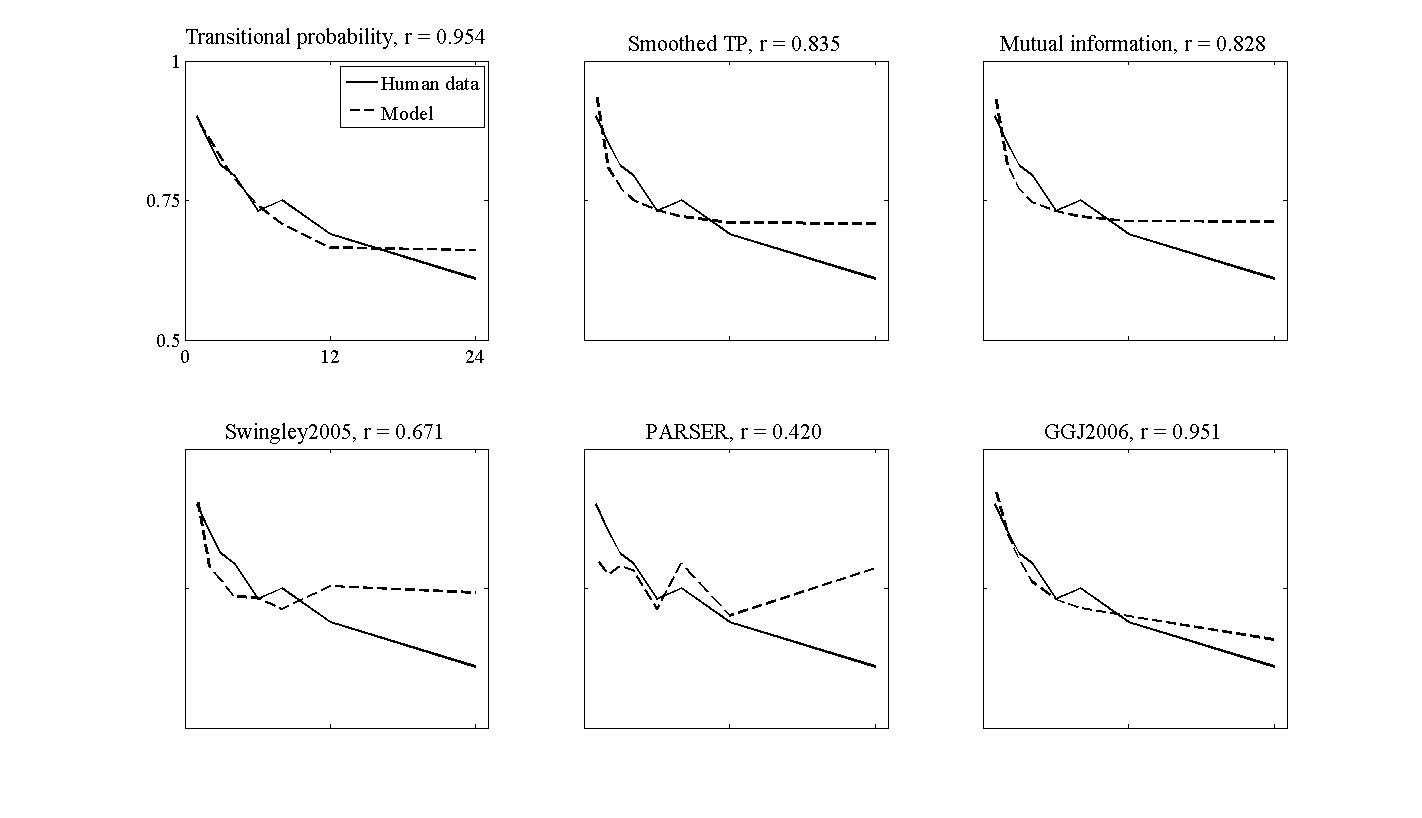 Transitional probability, r = 0.954
Smoothed TP, r = 0.835
Mutual information, r = 0.828
1
Human data
Model
0.75
0.5
0
12
24
Swingley2005, r = 0.671
PARSER, r = 0.420
GGJ2006, r = 0.951